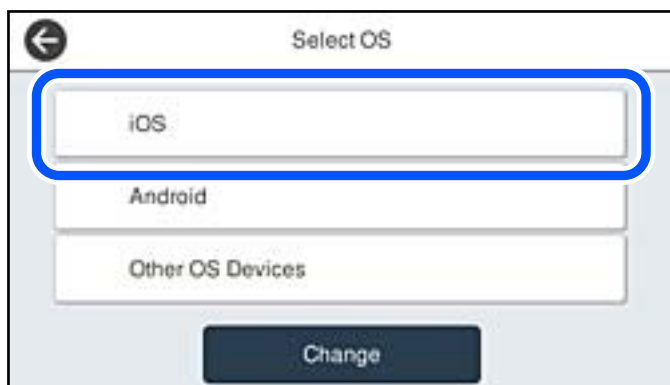 Select OS
iOS
Android
Other OS Devices
Change